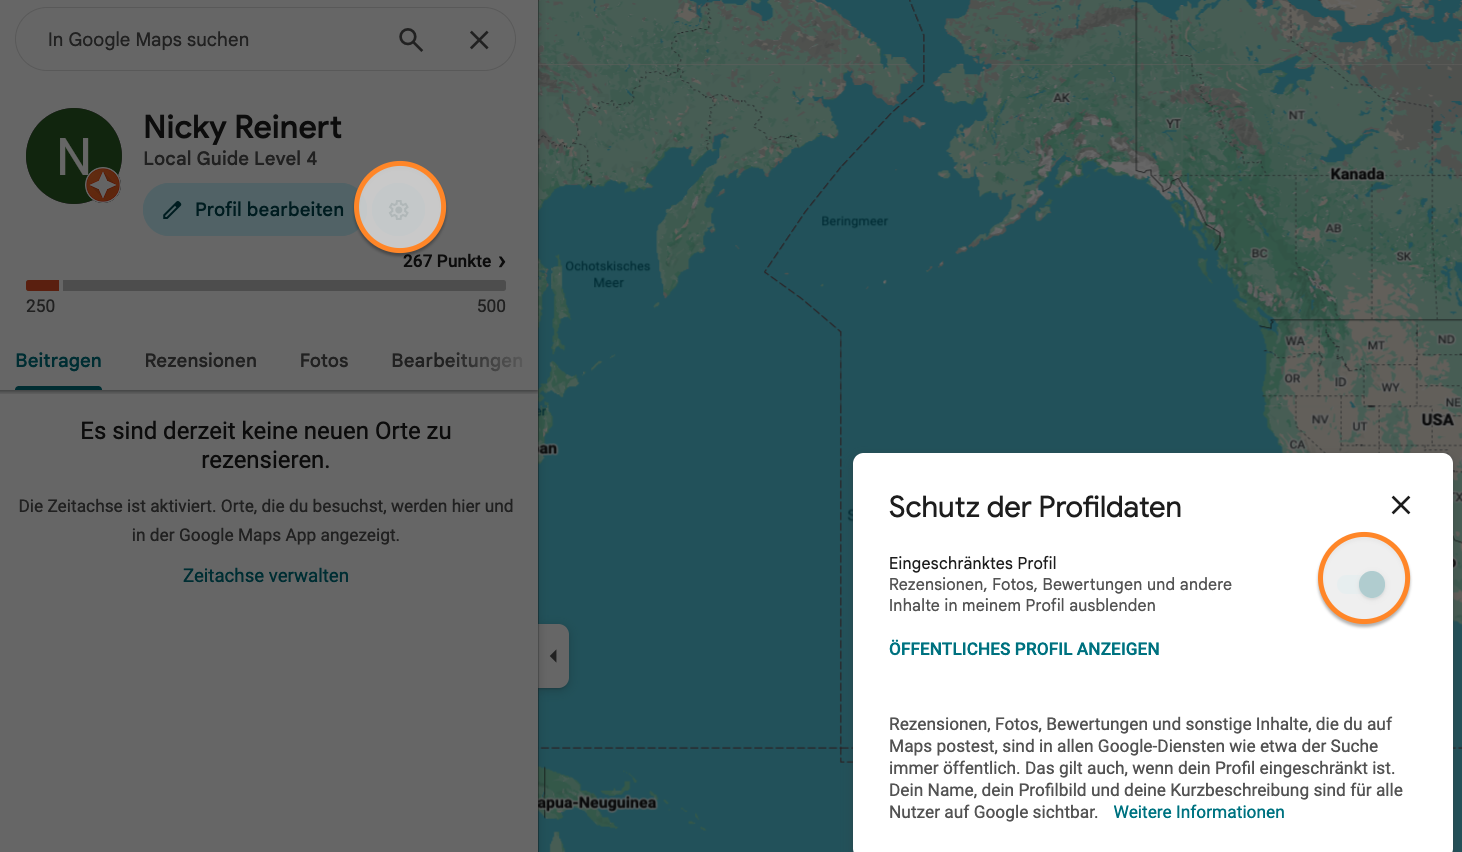 In Google Maps suchen
N
Nicky Reinert
Local Guide Level 4
Profil bearbeiten
267 Punkte ›
250
500
Beitragen
Rezensionen
Fotos
Bearbeitungen
Es sind derzeit keine neuen Orte zu
rezensieren.
Die Zeitachse ist aktiviert. Orte, die du besuchst, werden hier und
in der Google Maps App angezeigt.
Zeitachse verwalten
AK
YT
NT
Kanada
Beringmeer
Ochotskisches
Meer
AB
BC
SK
WA
MT
ND
OR
ID
WY
NE
NV
UT
USA
CA
an
apua-Neuguinea
Schutz der Profildaten
Eingeschränktes Profil
Rezensionen, Fotos, Bewertungen und andere
Inhalte in meinem Profil ausblenden
ÖFFENTLICHES PROFIL ANZEIGEN
Rezensionen, Fotos, Bewertungen und sonstige Inhalte, die du auf
Maps postest, sind in allen Google-Diensten wie etwa der Suche
immer öffentlich. Das gilt auch, wenn dein Profil eingeschränkt ist.
Dein Name, dein Profilbild und deine Kurzbeschreibung sind für alle
Nutzer auf Google sichtbar. Weitere Informationen